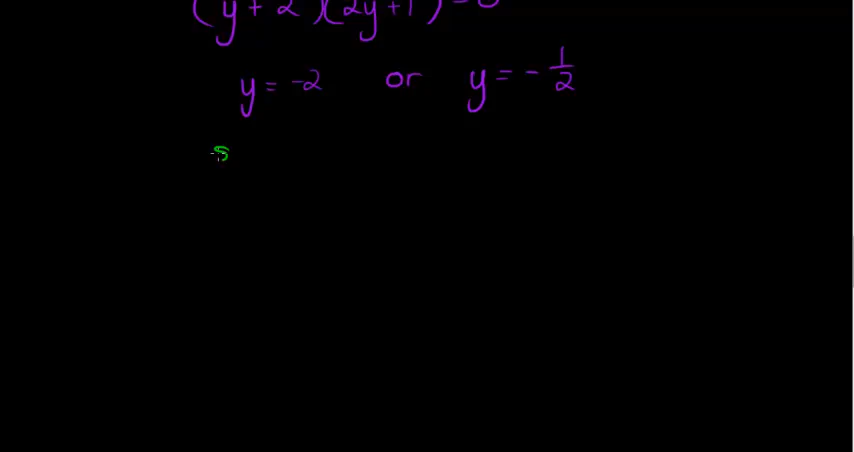 (y+2)(2y+1)=0
y = -2 or y = - 1/2
s